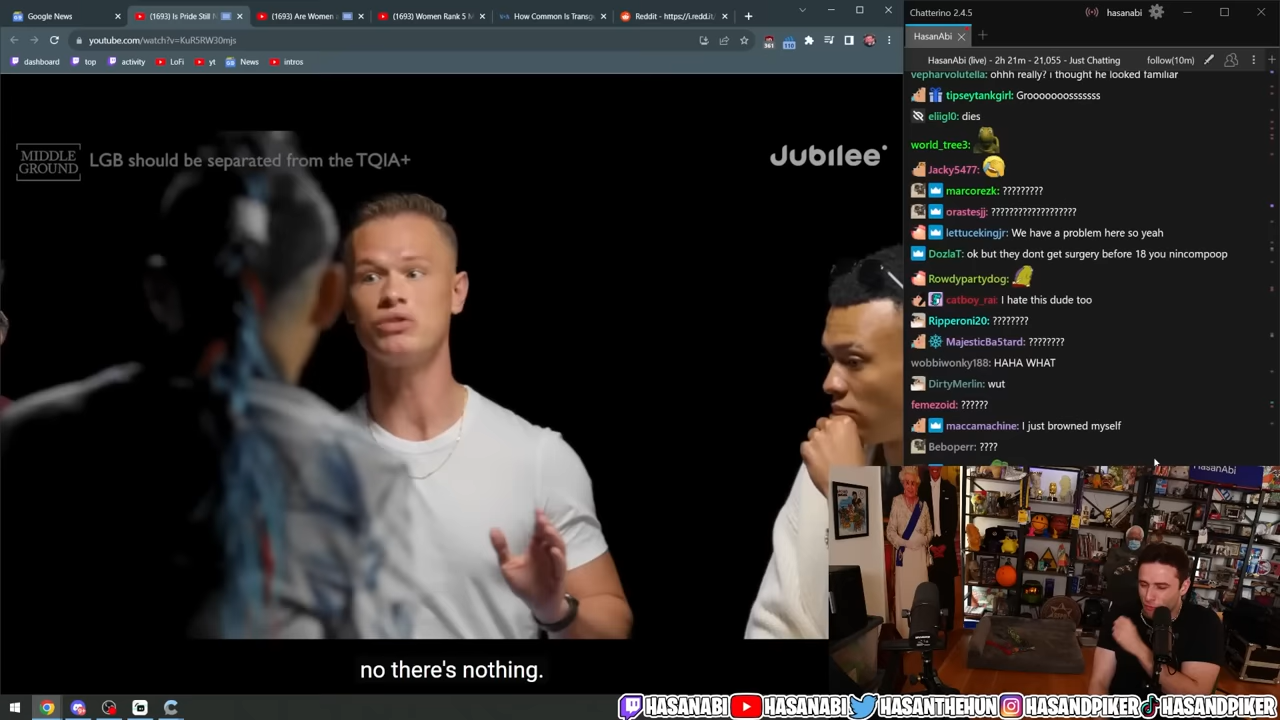 Google News
(1693) Is Pride Still N
(1693) Are Women
(1693) Women Rank 5 M
How Common Is Transg
Reddit - https://i.redd.it/
youtube.com/watch?v=KuR5RW30mjs
361
110
dashboard
top
activity
LoFi
yt
News
intros
MIDDLE
GROUND
LGB should be separated from the TQIA+
Jubilee
no there's nothing.
Chatterino 2.4.5
hasanabi
HasanAbi
HasanAbi (live) - 2h 21m - 21,055 - Just Chatting
follow(10m)
vepharvolutella: ohhh really? i thought he looked familiar
tipseytankgirl: Grooooooosssssss
eliigl0: dies
world_tree3:
Jacky5477:
marcorezk: ?????????
orastesjj: ???????????????????
lettucekingjr: We have a problem here so yeah
DozlaT: ok but they dont get surgery before 18 you nincompoop
Rowdypartydog:
catboy_rai: I hate this dude too
Ripperoni20: ????????
MajesticBa5tard: ????????
wobbiwonky188: HAHA WHAT
DirtyMerlin: wut
femezoid: ??????
maccamachine: I just browned myself
Beboperr: ????
HasanAbi
HASANABI
HASANABI
HASANTHEHUN
HASANDPIKER
HASANDPIKER